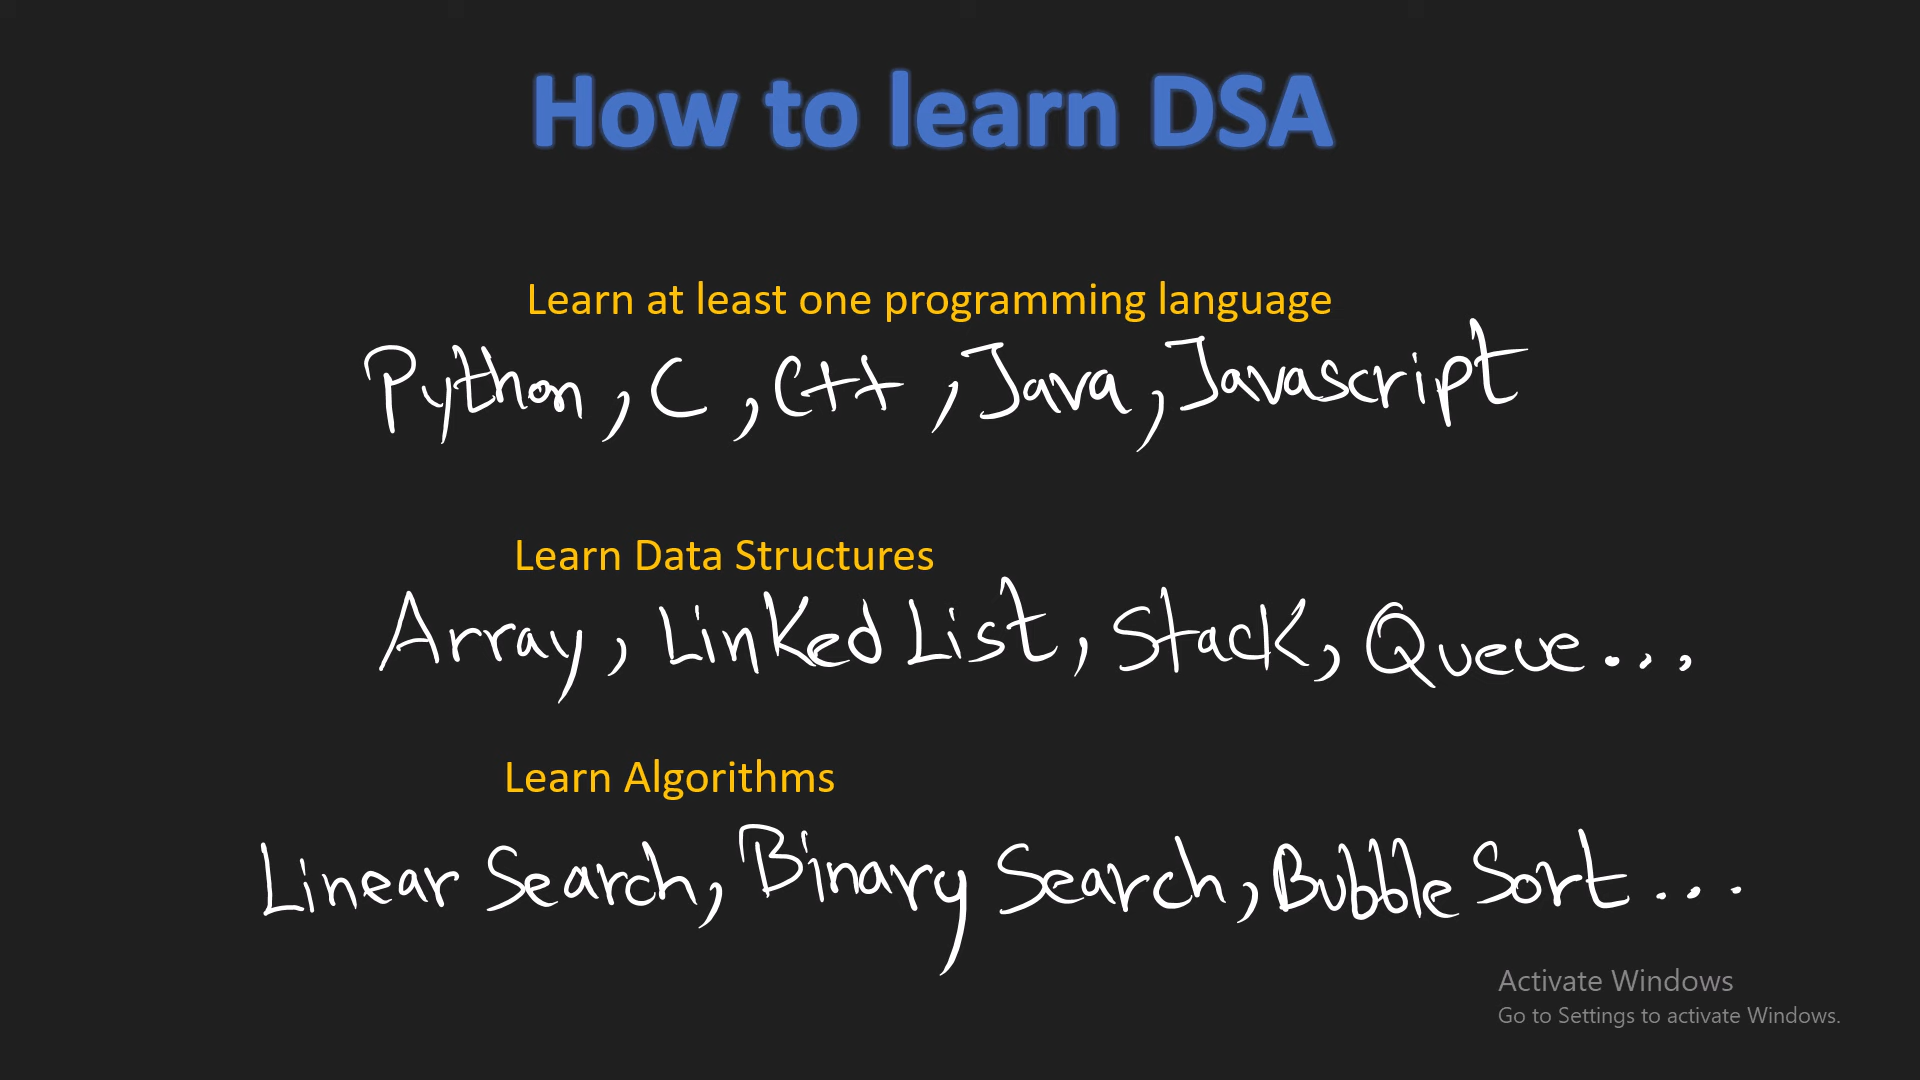 How to learn DSA
Learn at least one programming language
Python, C, C++, Java, Javascript
Learn Data Structures
Array, Linked List, Stack, Queue...
Learn Algorithms
Linear Search, Binary Search, Bubble Sort...
Activate Windows
Go to Settings to activate Windows.